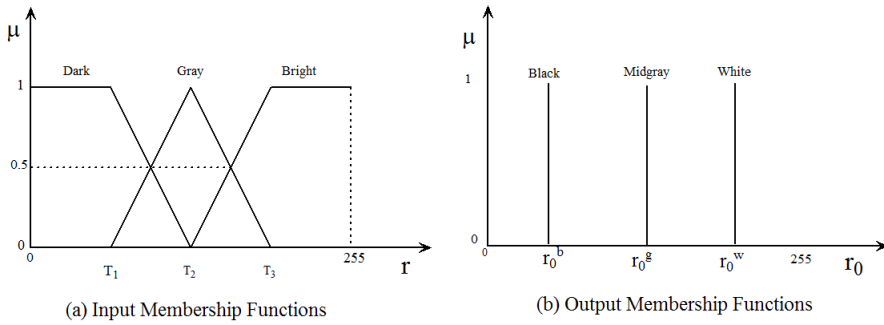 μ
Dark Gray Bright
1
0.5
0
0 T₁ T₂ T₃ 255 r
(a) Input Membership Functions
μ
1
Black Midgray White
0
0 r₀ᵇ r₀ᵍ r₀ʷ 255 r₀
(b) Output Membership Functions